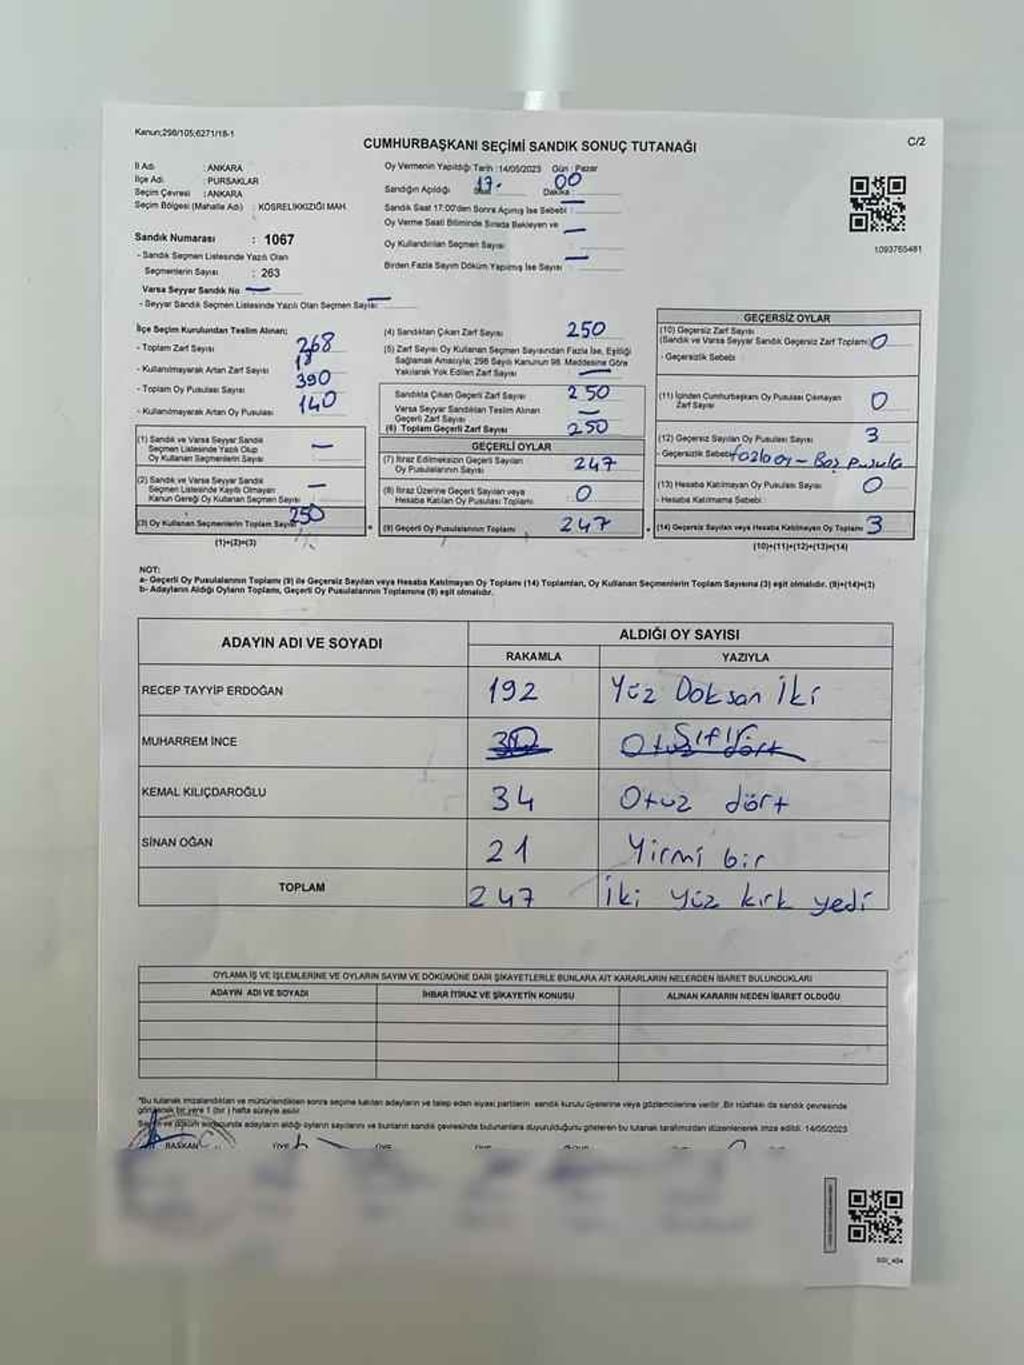 Kanun;298/105;6271/18-1
CUMHURBAŞKANI SEÇİMİ SANDIK SONUÇ TUTANAĞI
C/2
İl Adı : ANKARA
İlçe Adı : PURSAKLAR
Seçim Çevresi : ANKARA
Seçim Bölgesi (Mahalle Adı) : KÖSRELİKKIZIĞI MAH.
Sandık Numarası : 1067
- Sandık Seçmen Listesinde Yazılı Olan
Seçmenlerin Sayısı : 263
Varsa Seyyar Sandık No —
- Seyyar Sandık Seçmen Listesinde Yazılı Olan Seçmen Sayısı —
Oy Vermenin Yapıldığı Tarih :14/05/2023 Gün : Pazar
Sandığın Açıldığı 17. Dakika 00
Sandık Saat 17:00'den Sonra Açılmış İse Sebebi : —
Oy Verme Saati Bitiminde Sırada Bekleyen ve
Oy Kullandırılan Seçmen Sayısı : —
Birden Fazla Sayım Döküm Yapılmış İse Sayısı : —
1093765481
İlçe Seçim Kurulundan Teslim Alınan;
- Toplam Zarf Sayısı 268
- Kullanılmayarak Artan Zarf Sayısı 18
- Toplam Oy Pusulası Sayısı 390
- Kullanılmayarak Artan Oy Pusulası 140
(1) Sandık ve Varsa Seyyar Sandık
Seçmen Listesinde Yazılı Olup
Oy Kullanan Seçmenlerin Sayısı —
(2) Sandık ve Varsa Seyyar Sandık
Seçmen Listesinde Kayıtlı Olmayan
Kanun Gereği Oy Kullanan Seçmen Sayısı —
(3) Oy Kullanan Seçmenlerin Toplam Sayısı 250
(1)+(2)=(3)
(4) Sandıktan Çıkan Zarf Sayısı 250
(5) Zarf Sayısı Oy Kullanan Seçmen Sayısından Fazla İse, Eşitliği
Sağlamak Amacıyla; 298 Sayılı Kanunun 98. Maddesine Göre
Yakılarak Yok Edilen Zarf Sayısı —
Sandıkta Çıkan Geçerli Zarf Sayısı 250
Varsa Seyyar Sandıktan Teslim Alınan
Geçerli Zarf Sayısı —
(6) Toplam Geçerli Zarf Sayısı 250
GEÇERLİ OYLAR
(7) İtiraz Edilmeksizin Geçerli Sayılan
Oy Pusulalarının Sayısı 247
(8) İtiraz Üzerine Geçerli Sayılan veya
Hesaba Katılan Oy Pusulası Toplamı 0
(9) Geçerli Oy Pusulalarının Toplamı 247
GEÇERSİZ OYLAR
(10) Geçersiz Zarf Sayısı
(Sandık ve Varsa Seyyar Sandık Geçersiz Zarf Toplamı) 0
- Geçersizlik Sebebi
(11) İçinden Cumhurbaşkanı Oy Pusulası Çıkmayan
Zarf Sayısı 0
(12) Geçersiz Sayılan Oy Pusulası Sayısı 3
- Geçersizlik Sebebi fazla oy - Boş pusula
(13) Hesaba Katılmayan Oy Pusulası Sayısı 0
- Hesaba Katılmama Sebebi
(14) Geçersiz Sayılan veya Hesaba Katılmayan Oy Toplamı 3
(10)+(11)+(12)+(13)=(14)
NOT:
a- Geçerli Oy Pusulalarının Toplamı (9) ile Geçersiz Sayılan veya Hesaba Katılmayan Oy Toplamı (14) Toplamları, Oy Kullanan Seçmenlerin Toplam Sayısına (3) eşit olmalıdır. (9)+(14)=(3)
b- Adayların Aldığı Oyların Toplamı, Geçerli Oy Pusulalarının Toplamına (9) eşit olmalıdır.
ADAYIN ADI VE SOYADI
ALDIĞI OY SAYISI
RAKAMLA YAZIYLA
RECEP TAYYİP ERDOĞAN 192 Yüz Doksan İki
MUHARREM İNCE Sıfır Otuz dört
KEMAL KILIÇDAROĞLU 34 Otuz dört
SİNAN OĞAN 21 Yirmi bir
TOPLAM 247 İki yüz kırk yedi
OYLAMA İŞ VE İŞLEMLERİNE VE OYLARIN SAYIM VE DÖKÜMÜNE DAİR ŞİKAYETLERLE BUNLARA AİT KARARLARIN NELERDEN İBARET BULUNDUKLARI
ADAYIN ADI VE SOYADI İHBAR İTİRAZ VE ŞİKAYETİN KONUSU ALINAN KARARIN NEDEN İBARET OLDUĞU
*Bu tutanak imzalandıktan ve mühürlendikten sonra seçime katılan adayların ve talep eden siyasi partilerin sandık kurulu üyelerine veya gözlemcilerine verilir. Bir nüshası da sandık çevresinde
görülecek bir yere 1 (bir) hafta süreyle asılır.
Seçim ve döküm sonucunda adayların aldığı oyların sayılarını ve bunların sandık çevresinde bulunanlara duyurulduğunu gösteren bu tutanak tarafımızdan düzenlenerek imza edildi. 14/05/2023
BAŞKAN